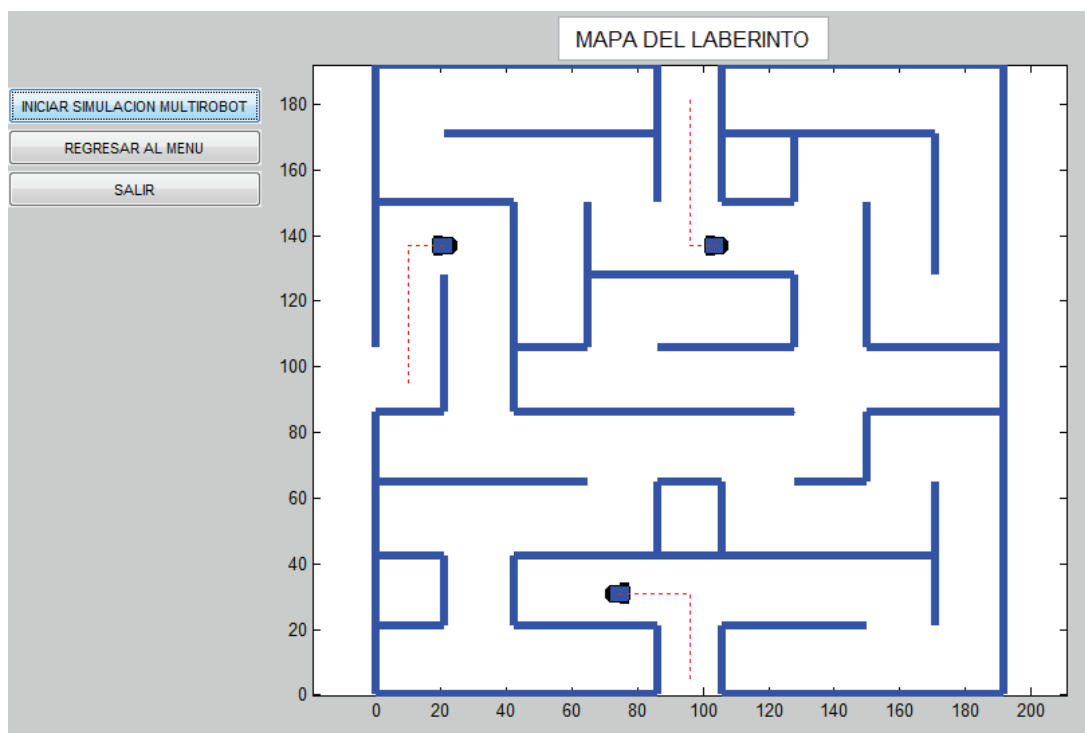 MAPA DEL LABERINTO
INICIAR SIMULACION MULTIROBOT
REGRESAR AL MENU
SALIR
180
160
140
120
100
80
60
40
20
0
0 20 40 60 80 100 120 140 160 180 200